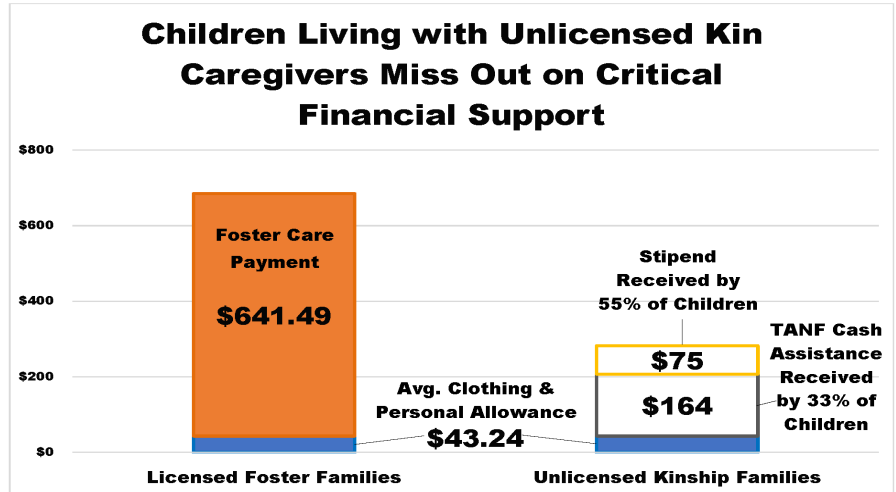 Children Living with Unlicensed Kin
Caregivers Miss Out on Critical
Financial Support
$800
$600
$400
$200
$0
Foster Care
Payment
$641.49
Avg. Clothing &
Personal Allowance
$43.24
Stipend
Received by
55% of Children
$75
$164
TANF Cash
Assistance
Received
by 33% of
Children
Licensed Foster Families
Unlicensed Kinship Families